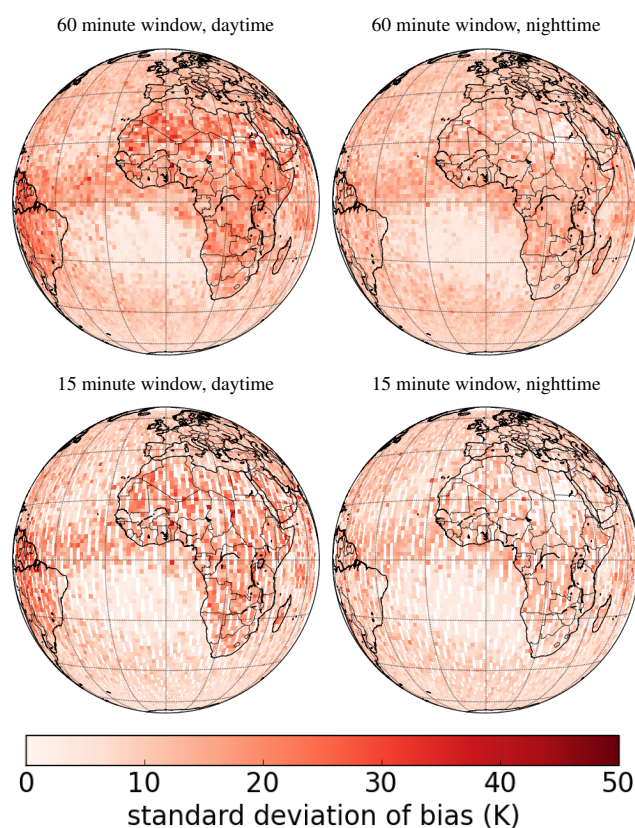 60 minute window, daytime
60 minute window, nighttime
15 minute window, daytime
15 minute window, nighttime
0 10 20 30 40 50
standard deviation of bias (K)